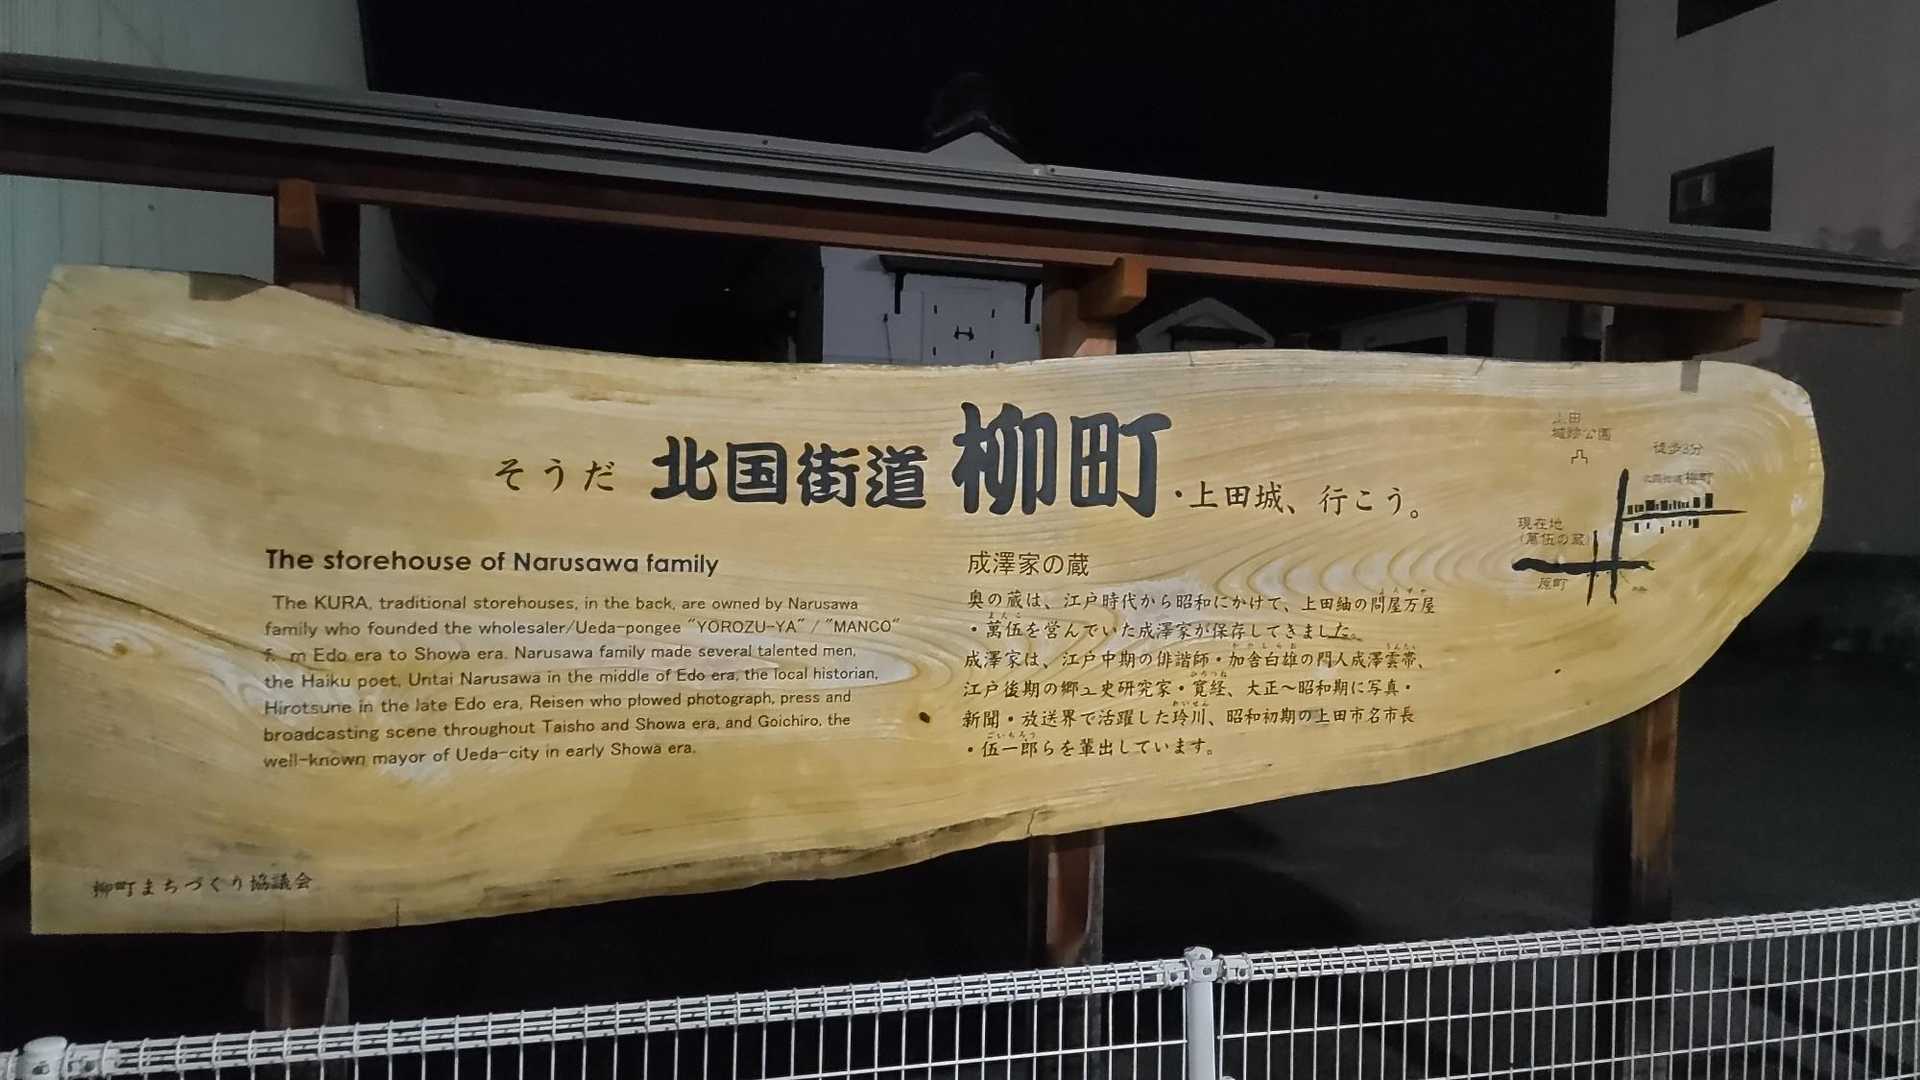 そうだ 北国街道 柳町・上田城、行こう。
The storehouse of Narusawa family
The KURA, traditional storehouses, in the back, are owned by Narusawa
family who founded the wholesaler/Ueda-pongee "YOROZU-YA" / "MANCO"
f m Edo era to Showa era. Narusawa family made several talented men,
the Haiku poet, Untai Narusawa in the middle of Edo era, the local historian,
Hirotsune in the late Edo era, Reisen who plowed photograph, press and
broadcasting scene throughout Taisho and Showa era, and Goichiro, the
well-known mayor of Ueda-city in early Showa era.
成澤家の蔵
奥の蔵は、江戸時代から昭和にかけて、上田紬の問屋万屋
・萬伍を営んでいた成澤家が保存してきました。
成澤家は、江戸中期の俳諧師・加舎白雄の門人成澤雲帯、
江戸後期の郷土史研究家・寛経、大正〜昭和期に写真・
新聞・放送界で活躍した玲川、昭和初期の上田市名市長
・伍一郎らを輩出しています。
上田
城跡公園
徒歩3分
北国街道 柳町
現在地
(萬伍の蔵)
原町
柳町まちづくり協議会